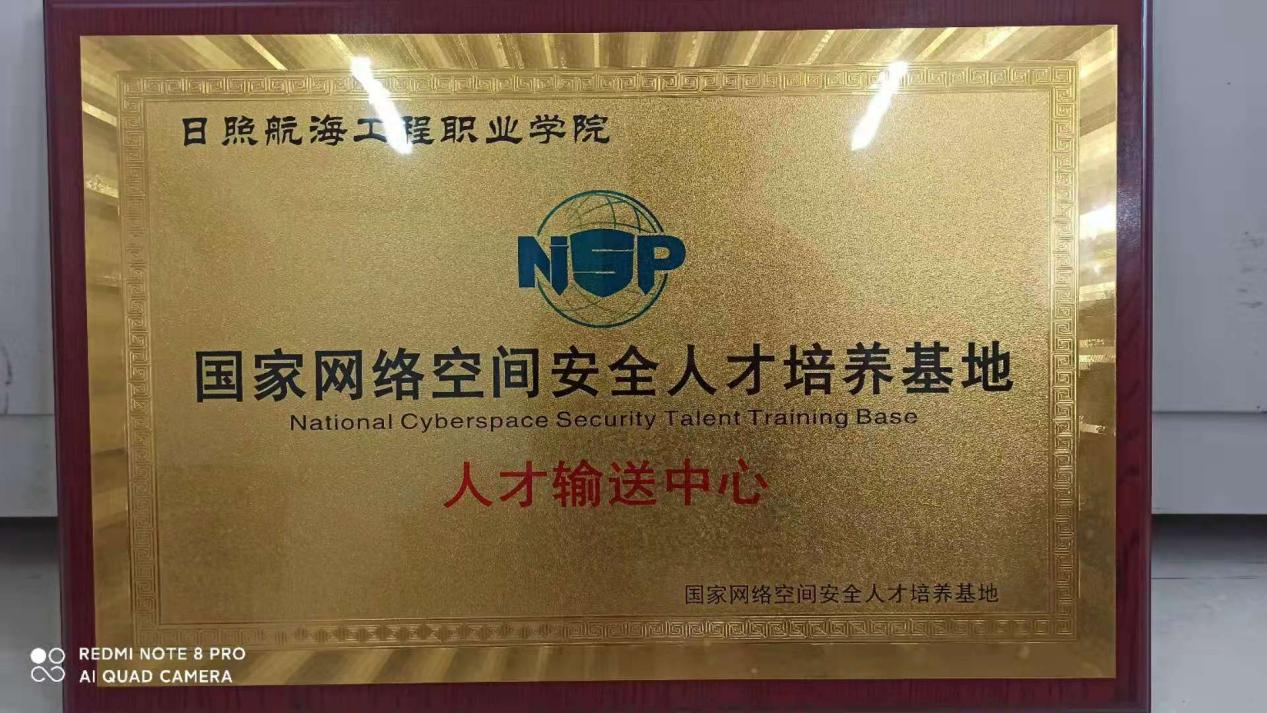 日照航海工程职业学院
NISP
国家网络空间安全人才培养基地
National Cyberspace Security Talent Training Base
人才输送中心
国家网络空间安全人才培养基地
REDMI NOTE 8 PRO
AI QUAD CAMERA